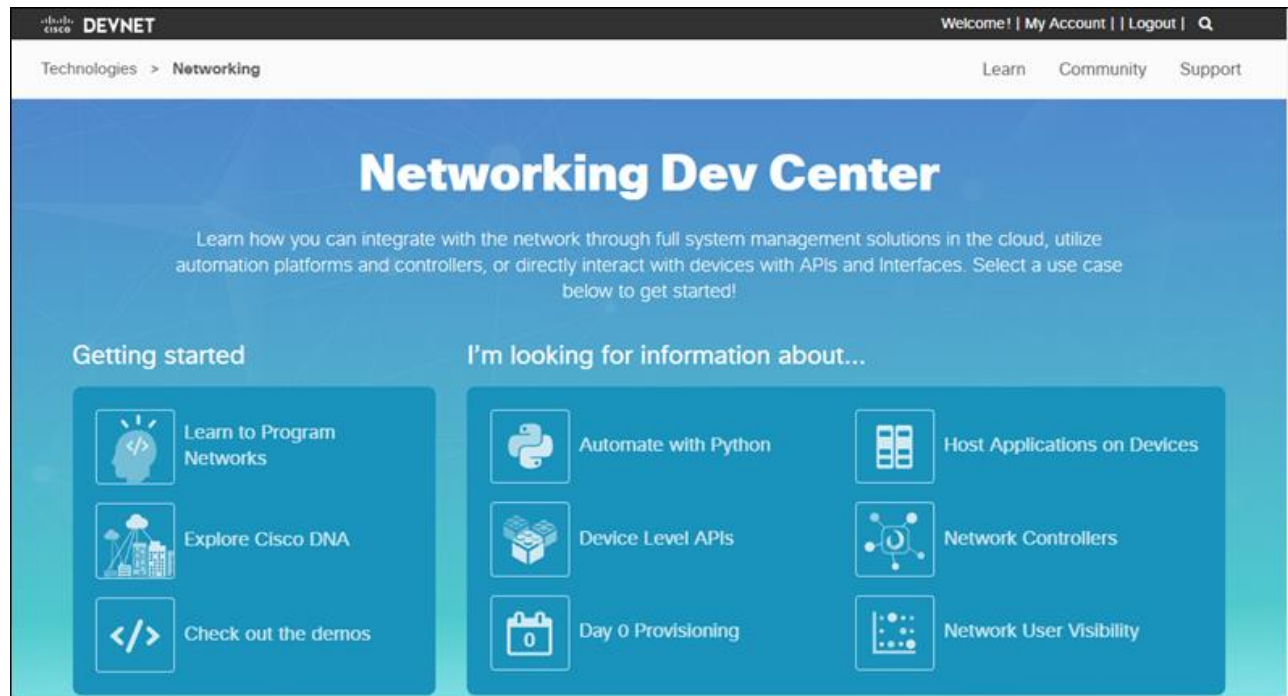 cisco DEVNET
Welcome! | My Account | | Logout |
Technologies > Networking
Learn Community Support
Networking Dev Center
Learn how you can integrate with the network through full system management solutions in the cloud, utilize
automation platforms and controllers, or directly interact with devices with APIs and Interfaces. Select a use case
below to get started!
Getting started
</>
Learn to Program
Networks
Explore Cisco DNA
</>
Check out the demos
I'm looking for information about...
Automate with Python
Host Applications on Devices
Device Level APIs
Network Controllers
0
Day 0 Provisioning
Network User Visibility